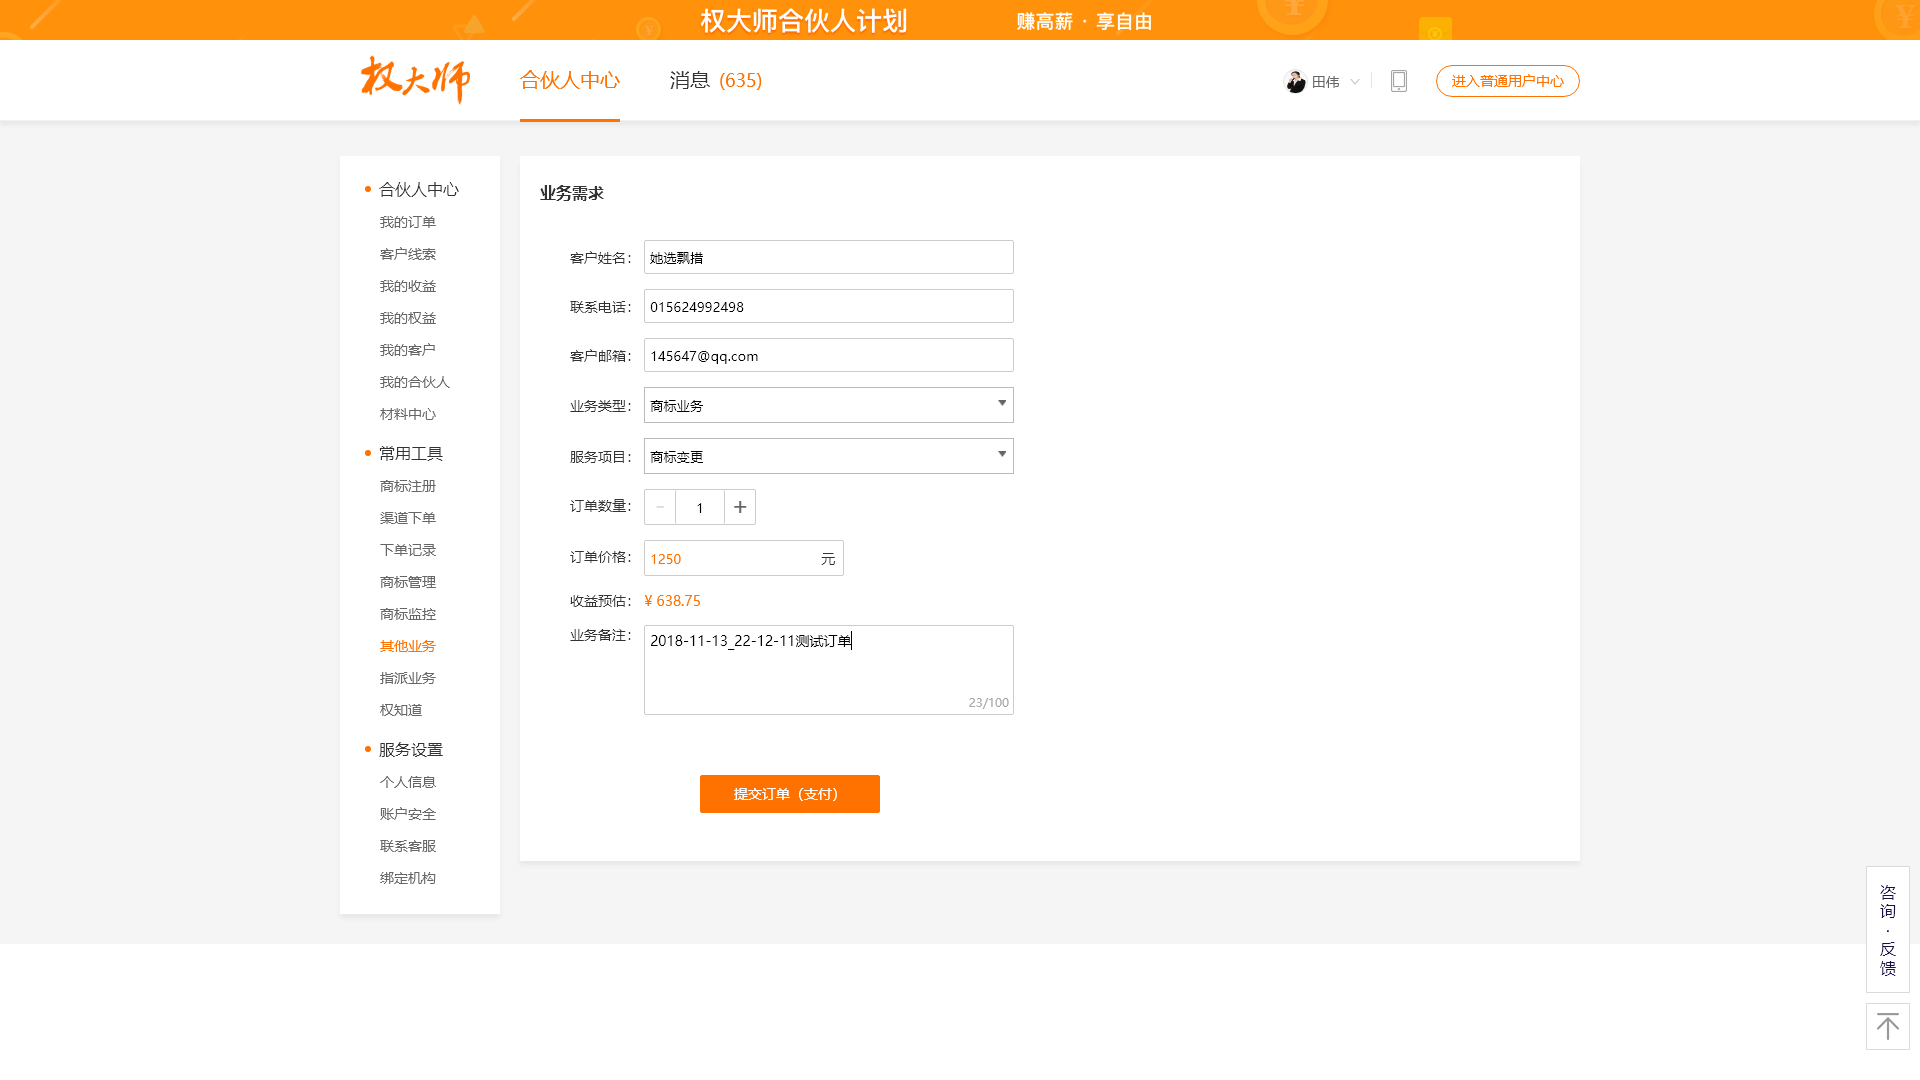 权大师合伙人计划 赚高薪 · 享自由
权大师 合伙人中心 消息 (635) 田伟 进入普通用户中心
合伙人中心
我的订单
客户线索
我的收益
我的权益
我的客户
我的合伙人
材料中心
常用工具
商标注册
渠道下单
下单记录
商标管理
商标监控
其他业务
指派业务
权知道
服务设置
个人信息
账户安全
联系客服
绑定机构
业务需求
客户姓名： 她选飘措
联系电话： 015624992498
客户邮箱： 145647@qq.com
业务类型： 商标业务
服务项目： 商标变更
订单数量： － 1 +
订单价格： 1250 元
收益预估： ¥ 638.75
业务备注： 2018-11-13_22-12-11测试订单
23/100
提交订单（支付）
咨
询
·
反
馈